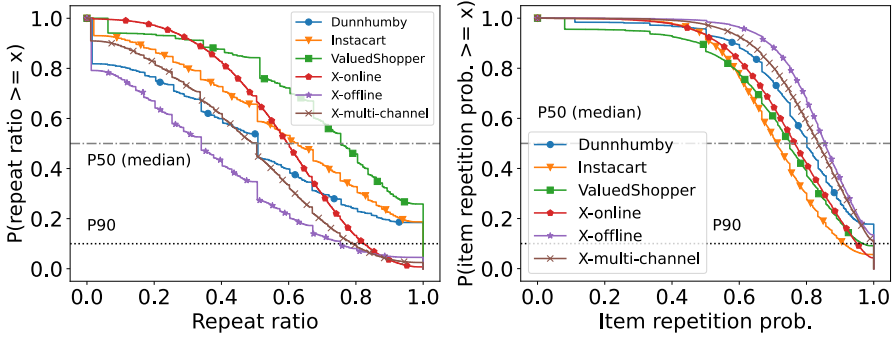 P(repeat ratio >= x)
1.0
0.8
0.6
0.4
0.2
0.0
Dunnhumby
Instacart
ValuedShopper
X-online
X-offline
X-multi-channel
P50 (median)
P90
0.0 0.2 0.4 0.6 0.8 1.0
Repeat ratio
P(item repetition prob. >= x)
1.0
0.8
0.6
0.4
0.2
0.0
P50 (median)
Dunnhumby
Instacart
ValuedShopper
X-online
X-offline
X-multi-channel
P90
0.0 0.2 0.4 0.6 0.8 1.0
Item repetition prob.